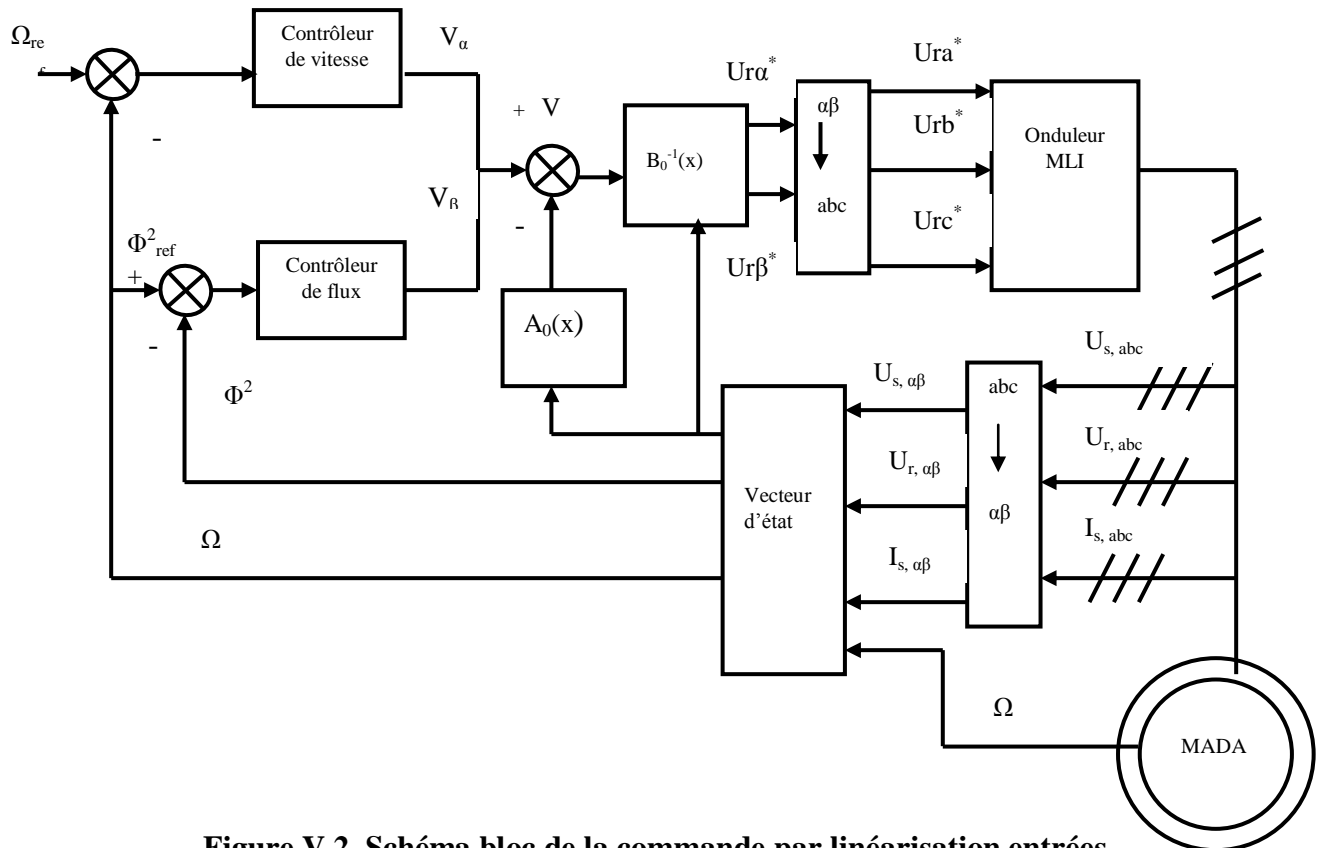 Ωre
f
Contrôleur
de vitesse
Vα
-
+ V
Vβ
-
Φ²ref
+
-
Contrôleur
de flux
Φ²
A₀(x)
B₀⁻¹(x)
Urα*
Urβ*
αβ
abc
Ura*
Urb*
Urc*
Onduleur
MLI
Us, abc
Ur, abc
Is, abc
abc
αβ
Us, αβ
Ur, αβ
Is, αβ
Vecteur
d'état
Ω
Ω
MADA
Figure V.2. Schéma bloc de la commande par linéarisation entrées